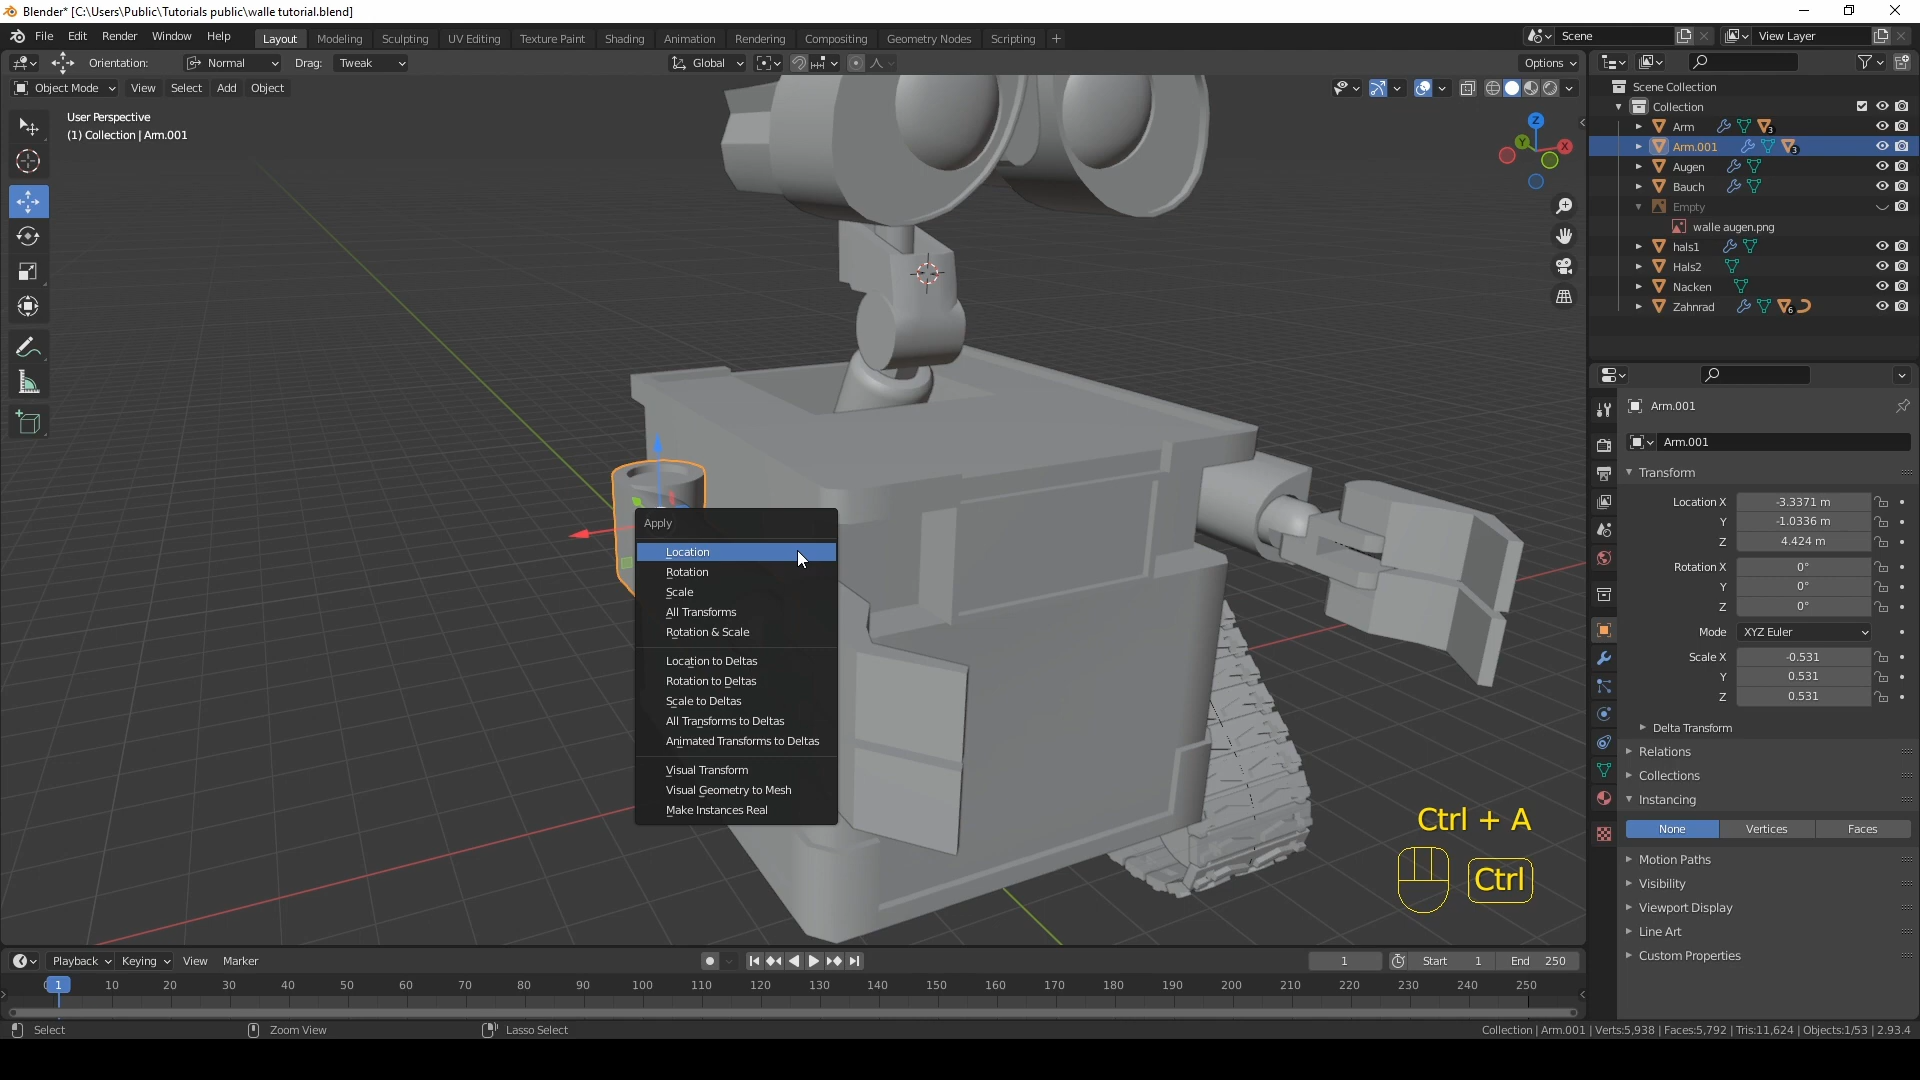 Blender* [C:\Users\Public\Tutorials public\walle tutorial.blend]
File Edit Render Window Help Layout Modeling Sculpting UV Editing Texture Paint Shading Animation Rendering Compositing Geometry Nodes Scripting + Scene View Layer
Orientation: Normal Drag: Tweak Global Options
Object Mode View Select Add Object
User Perspective
(1) Collection | Arm.001
Z
Y
X
Scene Collection
Collection
Arm 3
Arm.001 3
Augen
Bauch
Empty
walle augen.png
hals1
Hals2
Nacken
Zahnrad 6
Arm.001
Arm.001
Transform
Location X -3.3371 m
Y -1.0336 m
Z 4.424 m
Rotation X 0°
Y 0°
Z 0°
Mode XYZ Euler
Scale X -0.531
Y 0.531
Z 0.531
Delta Transform
Relations
Collections
Instancing
None Vertices Faces
Motion Paths
Visibility
Viewport Display
Line Art
Custom Properties
Apply
Location
Rotation
Scale
All Transforms
Rotation & Scale
Location to Deltas
Rotation to Deltas
Scale to Deltas
All Transforms to Deltas
Animated Transforms to Deltas
Visual Transform
Visual Geometry to Mesh
Make Instances Real
Ctrl + A
Ctrl
Playback Keying View Marker 1 Start 1 End 250
1 10 20 30 40 50 60 70 80 90 100 110 120 130 140 150 160 170 180 190 200 210 220 230 240 250
Select Zoom View Lasso Select Collection | Arm.001 | Verts:5,938 | Faces:5,792 | Tris:11,624 | Objects:1/53 | 2.93.4